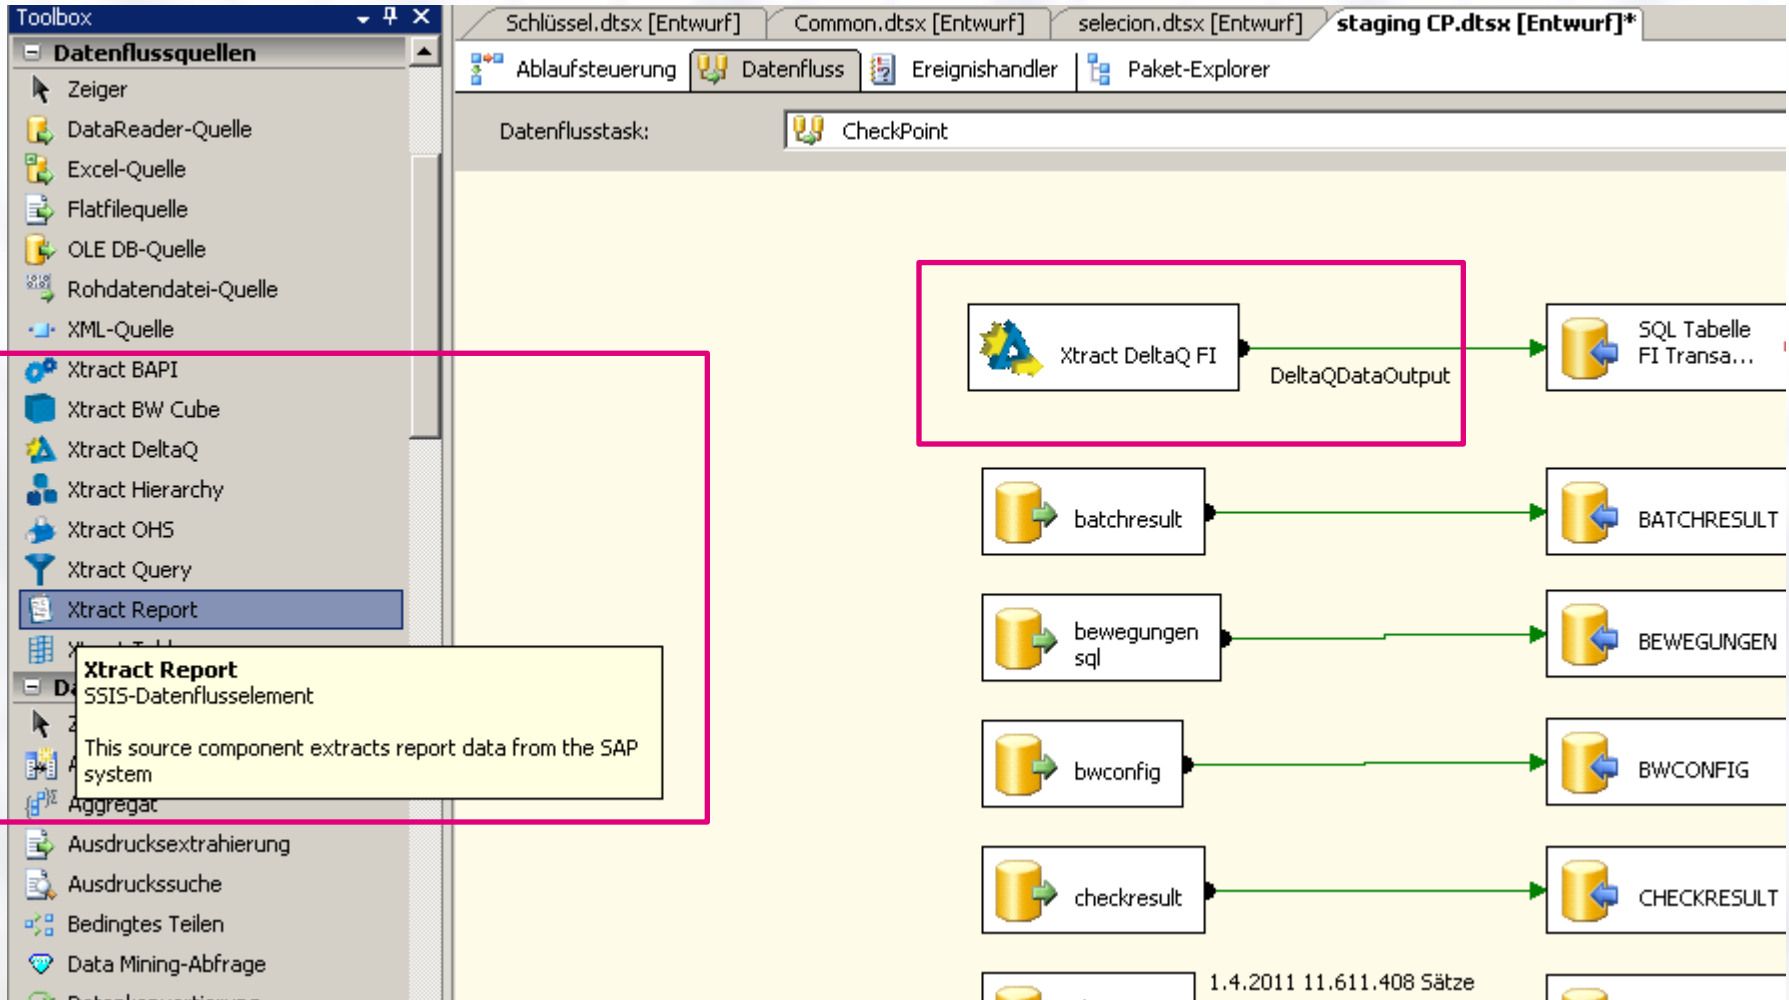 Toolbox
Datenflussquellen
Zeiger
DataReader-Quelle
Excel-Quelle
Flatfilequelle
OLE DB-Quelle
Rohdatendatei-Quelle
XML-Quelle
Xtract BAPI
Xtract BW Cube
Xtract DeltaQ
Xtract Hierarchy
Xtract OHS
Xtract Query
Xtract Report
Xtract Report
SSIS-Datenflusselement
This source component extracts report data from the SAP
system
Aggregat
Ausdrucksextrahierung
Ausdruckssuche
Bedingtes Teilen
Data Mining-Abfrage
Schlüssel.dtsx [Entwurf]
Common.dtsx [Entwurf]
selecion.dtsx [Entwurf]
staging CP.dtsx [Entwurf]*
Ablaufsteuerung
Datenfluss
Ereignishandler
Paket-Explorer
Datenflusstask:
CheckPoint
Xtract DeltaQ FI
DeltaQDataOutput
SQL Tabelle
FI Transa...
batchresult
BATCHRESULT
bewegungen
sql
BEWEGUNGEN
bwconfig
BWCONFIG
checkresult
CHECKRESULT
1.4.2011 11.611.408 Sätze